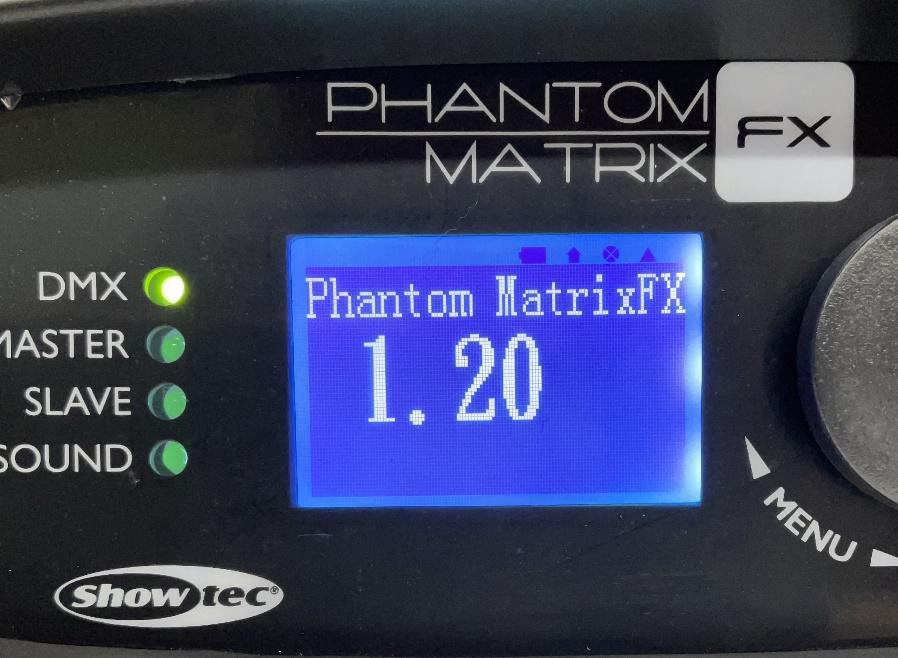 PHANTOM
MATRIX
FX
Phantom MatrixFX
1.20
DMX
MASTER
SLAVE
SOUND
MENU
Showtec®